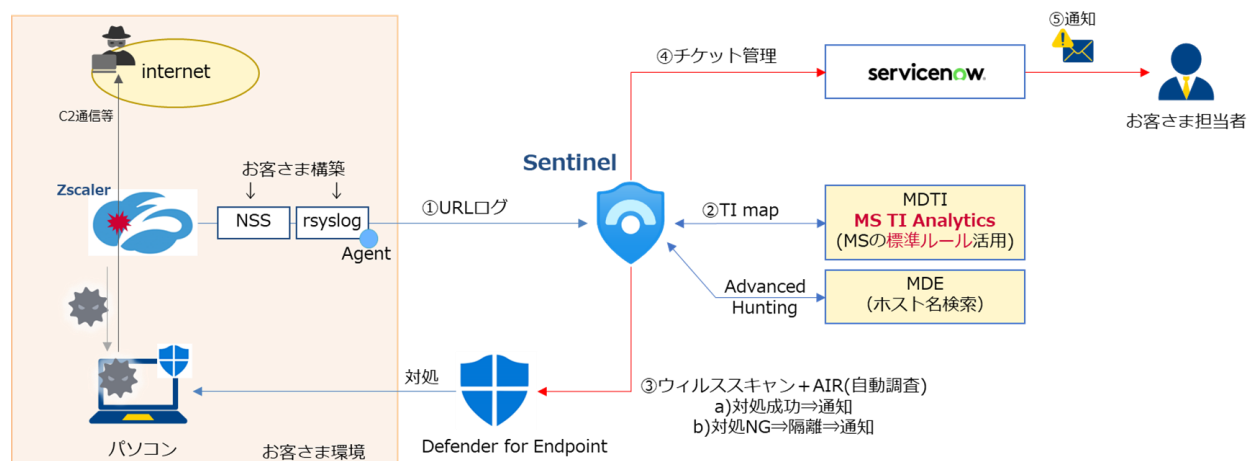 internet
C2通信等
Zscaler
お客さま構築
↓ ↓
NSS
rsyslog
Agent
①URLログ
Sentinel
④チケット管理
servicenow
⑤通知
お客さま担当者
②TI map
MDTI
MS TI Analytics
(MSの標準ルール活用)
Advanced
Hunting
MDE
(ホスト名検索)
対処
③ウィルススキャン＋AIR(自動調査)
a)対処成功⇒通知
b)対処NG⇒隔離⇒通知
Defender for Endpoint
パソコン
お客さま環境